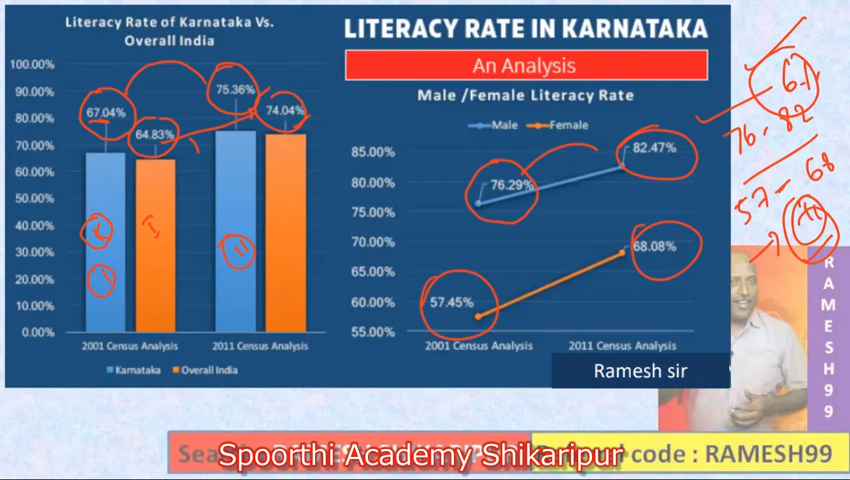 Literacy Rate of Karnataka Vs.
Overall India
100.00%
90.00%
80.00%
70.00%
60.00%
50.00%
40.00%
30.00%
20.00%
10.00%
0.00%
67.04%
64.83%
75.36%
74.04%
2001 Census Analysis
2011 Census Analysis
Karnataka
Overall India
LITERACY RATE IN KARNATAKA
An Analysis
Male /Female Literacy Rate
Male
Female
85.00%
80.00%
75.00%
70.00%
65.00%
60.00%
55.00%
76.29%
82.47%
57.45%
68.08%
2001 Census Analysis
2011 Census Analysis
76-82
57-68
Ramesh sir
RAMESH99
Spoorthi Academy Shikaripur
code : RAMESH99